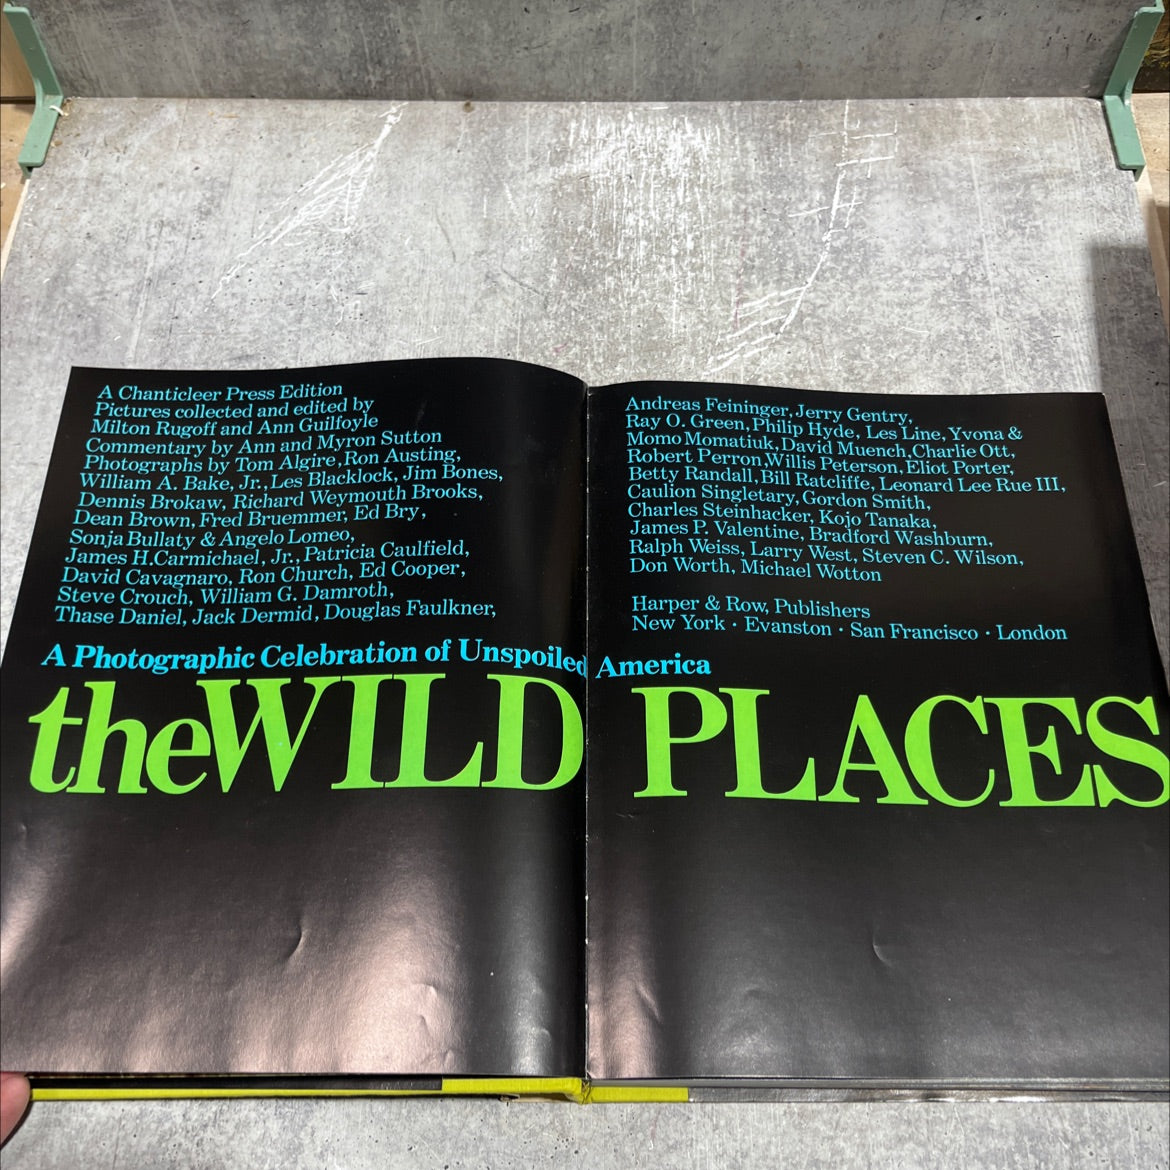 A Chanticleer Press Edition
Pictures collected and edited by
Milton Rugoff and Ann Guilfoyle
Commentary by Ann and Myron Sutton
Photographs by Tom Algire, Ron Austing,
William A. Bake, Jr., Les Blacklock, Jim Bones,
Dennis Brokaw, Richard Weymouth Brooks,
Dean Brown, Fred Bruemmer, Ed Bry,
Sonja Bullaty & Angelo Lomeo,
James H. Carmichael, Jr., Patricia Caulfield,
David Cavagnaro, Ron Church, Ed Cooper,
Steve Crouch, William G. Damroth,
Thase Daniel, Jack Dermid, Douglas Faulkner,
Andreas Feininger, Jerry Gentry,
Ray O. Green, Philip Hyde, Les Line, Yvona &
Momo Momatiuk, David Muench, Charlie Ott,
Robert Perron, Willis Peterson, Eliot Porter,
Betty Randall, Bill Ratcliffe, Leonard Lee Rue III,
Caulion Singletary, Gordon Smith,
Charles Steinhacker, Kojo Tanaka,
James P. Valentine, Bradford Washburn,
Ralph Weiss, Larry West, Steven C. Wilson,
Don Worth, Michael Wotton
Harper & Row, Publishers
New York · Evanston · San Francisco · London
A Photographic Celebration of Unspoiled America
the WILD PLACES